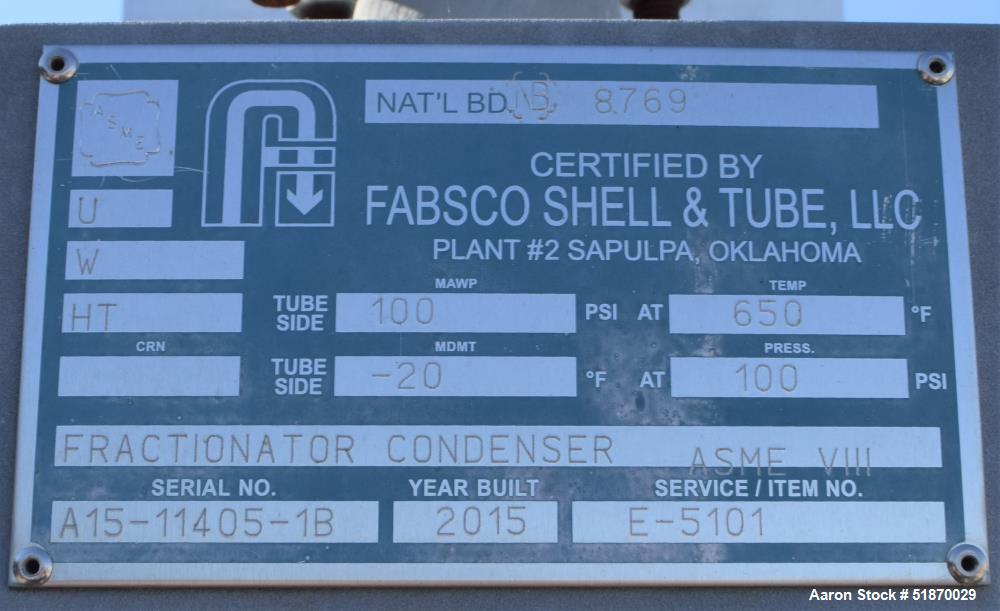 ASME
NAT'L BD. NB 8769
CERTIFIED BY
FABSCO SHELL & TUBE, LLC
PLANT #2 SAPULPA, OKLAHOMA
U
W
HT
CRN
MAWP TEMP
TUBE SIDE 100 PSI AT 650 °F
MDMT PRESS.
TUBE SIDE -20 °F AT 100 PSI
FRACTIONATOR CONDENSER ASME VIII
SERIAL NO. YEAR BUILT SERVICE / ITEM NO.
A15-11405-1B 2015 E-5101
Aaron Stock # 51870029